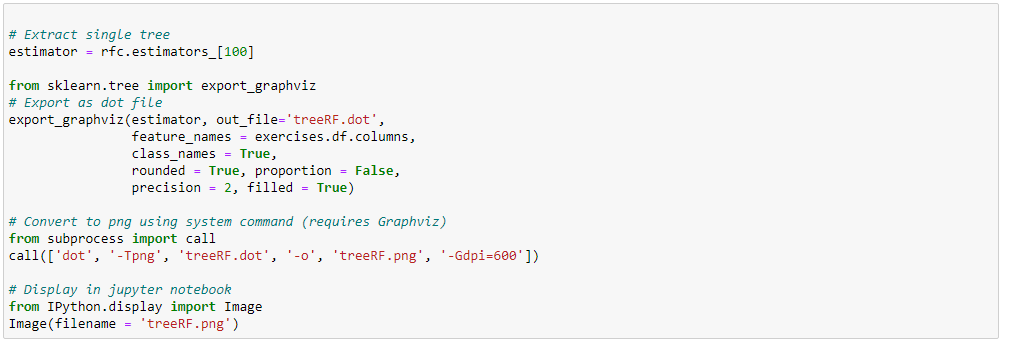 # Extract single tree
estimator = rfc.estimators_[100]
from sklearn.tree import export_graphviz
# Export as dot file
export_graphviz(estimator, out_file='treeRF.dot',
feature_names = exercises.df.columns,
class_names = True,
rounded = True, proportion = False,
precision = 2, filled = True)
# Convert to png using system command (requires Graphviz)
from subprocess import call
call(['dot', '-Tpng', 'treeRF.dot', '-o', 'treeRF.png', '-Gdpi=600'])
# Display in jupyter notebook
from IPython.display import Image
Image(filename = 'treeRF.png')